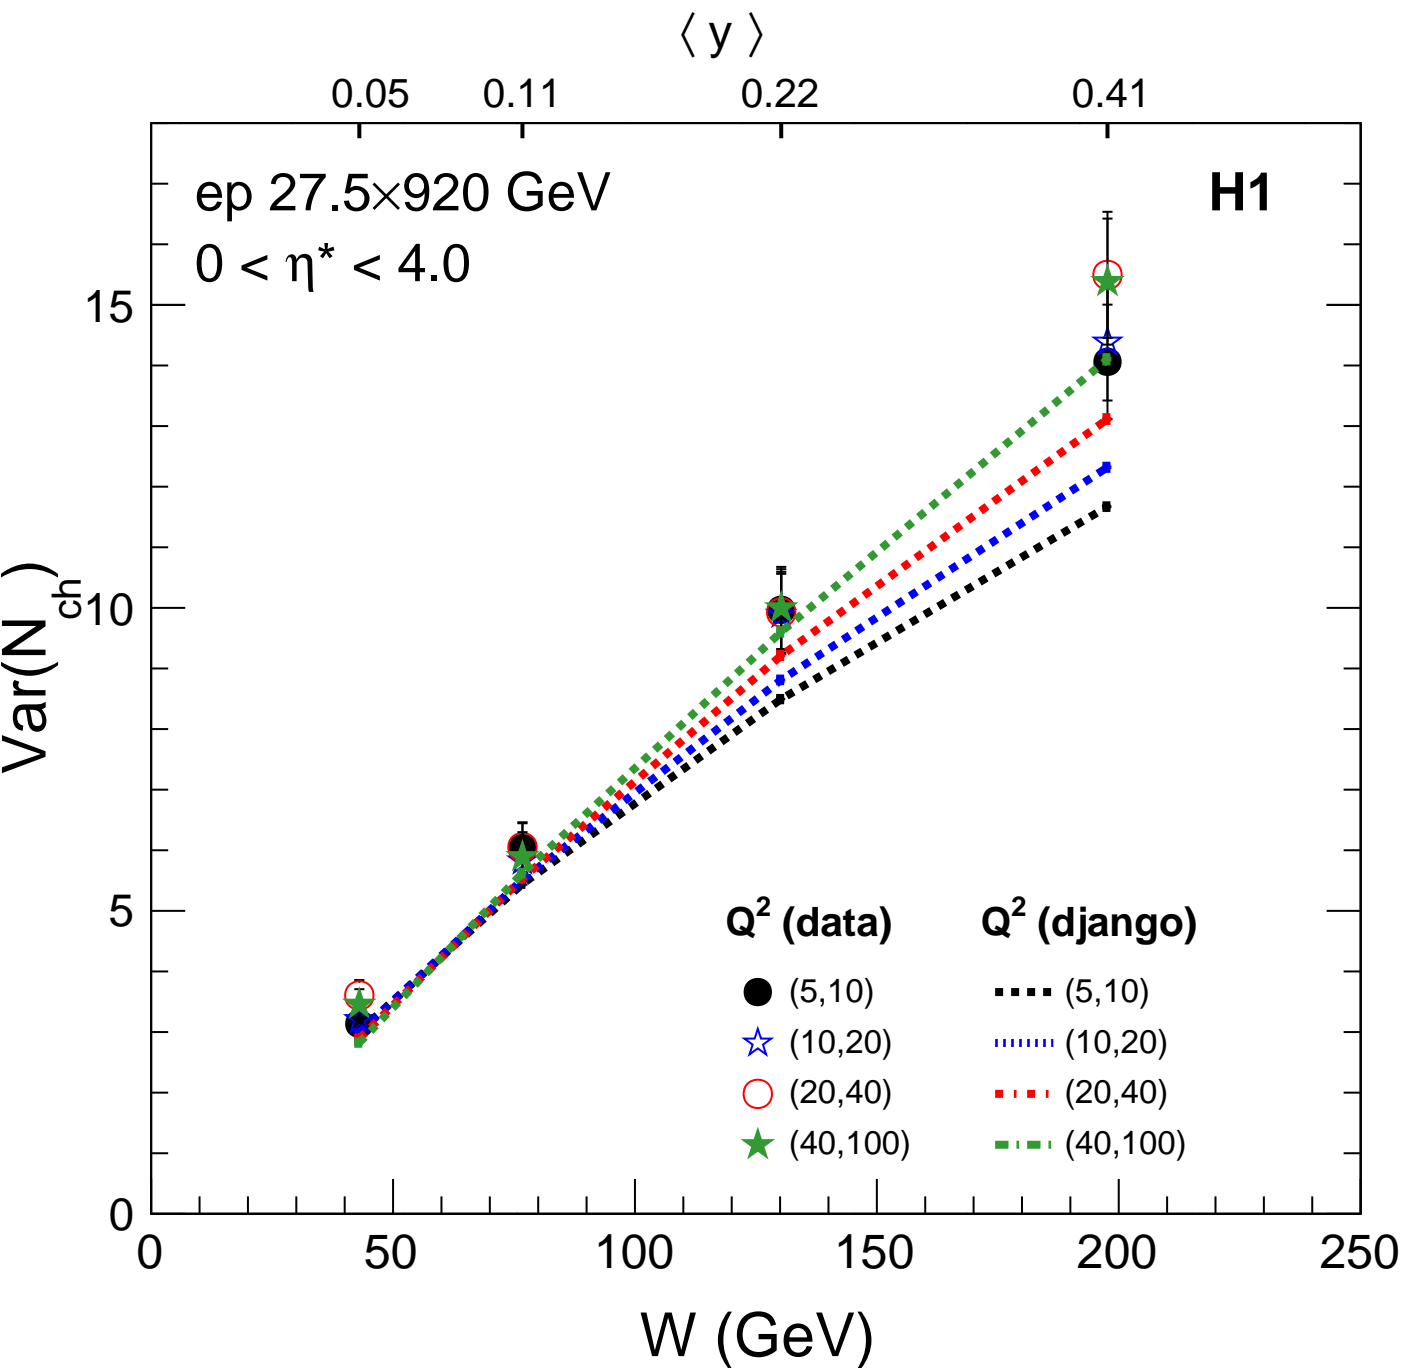 ⟨ y ⟩
0.05 0.11 0.22 0.41
ep 27.5×920 GeV
H1
0 < η* < 4.0
15
10
5
0
Var(N_ch)
Q² (data) Q² (django)
(5,10) (5,10)
(10,20) (10,20)
(20,40) (20,40)
(40,100) (40,100)
0 50 100 150 200 250
W (GeV)